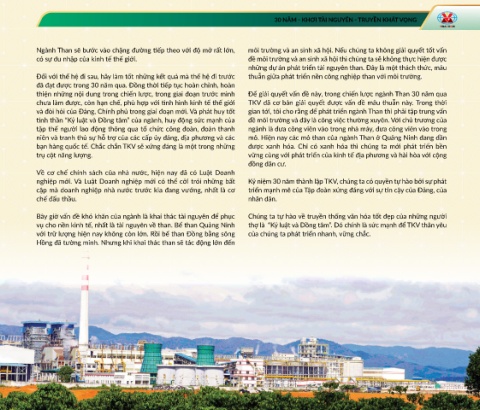 30 NĂM - KHƠI TÀI NGUYÊN - TRUYỀN KHÁT VỌNG
Ngành Than sẽ bước vào chặng đường tiếp theo với độ mở rất lớn,
có sự du nhập của kinh tế thế giới.
Đối với thế hệ đi sau, hãy làm tốt những kết quả mà thế hệ đi trước
đã đạt được trong 30 năm qua. Đồng thời tiếp tục hoàn chỉnh, hoàn
thiện những nội dung trong chiến lược, trong giai đoạn trước mình
chưa làm được, còn hạn chế, phù hợp với tình hình kinh tế thế giới
và đòi hỏi của Đảng, Chính phủ trong giai đoạn mới. Và phát huy tốt
tinh thần "Kỷ luật và Đồng tâm" của ngành, huy động sức mạnh của
tập thể người lao động thông qua tổ chức công đoàn, đoàn thanh
niên và tranh thủ sự hỗ trợ của các cấp ủy đảng, địa phương và các
bạn hàng quốc tế. Chắc chắn TKV sẽ xứng đáng là một trong những
trụ cột năng lượng.
Về cơ chế chính sách của nhà nước, hiện nay đã có Luật Doanh
nghiệp mới. Và Luật Doanh nghiệp mới có thể cởi trói những bất
cập mà doanh nghiệp nhà nước trước kia đang vướng, nhất là cơ
chế đấu thầu.
Bây giờ vấn đề khó khăn của ngành là khai thác tài nguyên để phục
vụ cho nền kinh tế, nhất là tài nguyên về than. Bể than Quảng Ninh
với trữ lượng hiện nay không còn lớn. Rồi bể than Đồng bằng sông
Hồng đã tường minh. Nhưng khi khai thác than sẽ tác động lớn đến
môi trường và an sinh xã hội. Nếu chúng ta không giải quyết tốt vấn
đề môi trường và an sinh xã hội thì chúng ta sẽ không thực hiện được
những dự án phát triển tài nguyên than. Đây là một thách thức, mâu
thuẫn giữa phát triển nền công nghiệp than với môi trường.
Để giải quyết vấn đề này, trong chiến lược ngành Than 30 năm qua
TKV đã cơ bản giải quyết được vấn đề mâu thuẫn này. Trong thời
gian tới, tôi cho rằng để phát triển ngành Than thì phải tập trung vấn
đề môi trường và đây là công việc thường xuyên. Với chủ trương của
ngành là đưa công viên vào trong nhà máy, đưa công viên vào trong
mỏ. Hiện nay các mỏ than của ngành Than ở Quảng Ninh đang dần
được xanh hóa. Chỉ có xanh hóa thì chúng ta mới phát triển bền
vững cùng với phát triển của kinh tế địa phương và hài hòa với cộng
đồng dân cư.
Kỷ niệm 30 năm thành lập TKV, chúng ta có quyền tự hào bởi sự phát
triển mạnh mẽ của Tập đoàn xứng đáng với sự tin cậy của Đảng, của
nhân dân.
Chúng ta tự hào về truyền thống văn hóa tốt đẹp của những người
thợ là "Kỷ luật và Đồng tâm". Đó chính là sức mạnh để TKV thân yêu
của chúng ta phát triển nhanh, vững chắc.